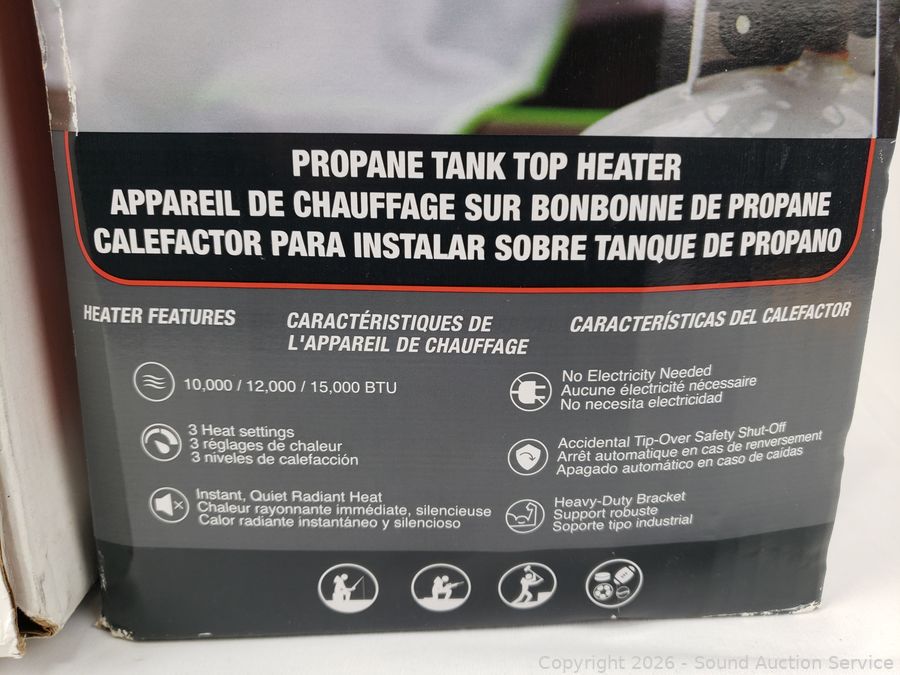 PROPANE TANK TOP HEATER
APPAREIL DE CHAUFFAGE SUR BONBONNE DE PROPANE
CALEFACTOR PARA INSTALAR SOBRE TANQUE DE PROPANO
HEATER FEATURES
CARACTÉRISTIQUES DE
L'APPAREIL DE CHAUFFAGE
CARACTERÍSTICAS DEL CALEFACTOR
10,000 / 12,000 / 15,000 BTU
3 Heat settings
3 réglages de chaleur
3 niveles de calefacción
Instant, Quiet Radiant Heat
Chaleur rayonnante immédiate, silencieuse
Calor radiante instantáneo y silencioso
No Electricity Needed
Aucune électricité nécessaire
No necesita electricidad
Accidental Tip-Over Safety Shut-Off
Arrêt automatique en cas de renversement
Apagado automático en caso de caídas
Heavy-Duty Bracket
Support robuste
Soporte tipo industrial
Copyright 2026 - Sound Auction Service